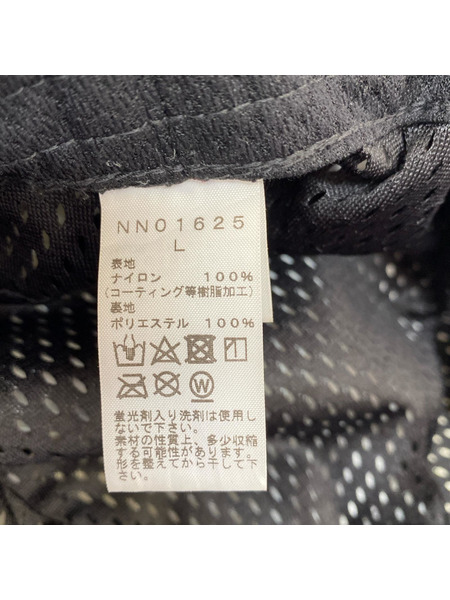 NN01625
L
表地
ナイロン 100%
(コーティング等樹脂加工)
裏地
ポリエステル 100%
W
蛍光剤入り洗剤は使用し
ないで下さい。
素材の性質上、多少収縮
する可能性があります。
形を整えてから干して下
さい。